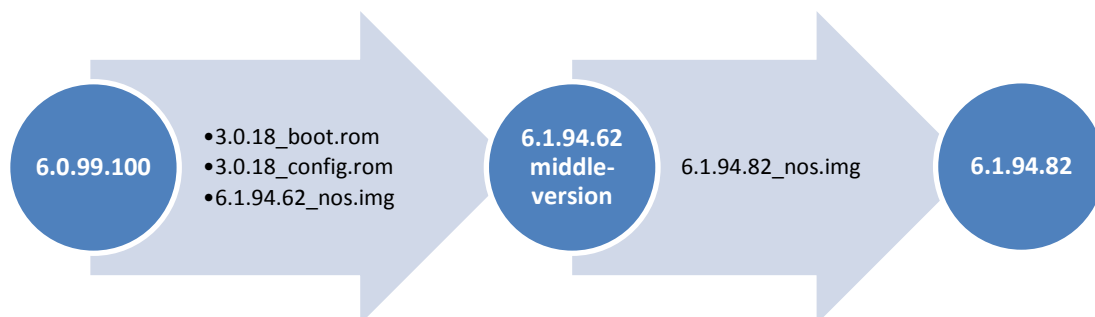 6.0.99.100
•3.0.18_boot.rom
•3.0.18_config.rom
•6.1.94.62_nos.img
6.1.94.62
middle-
version
6.1.94.82_nos.img
6.1.94.82